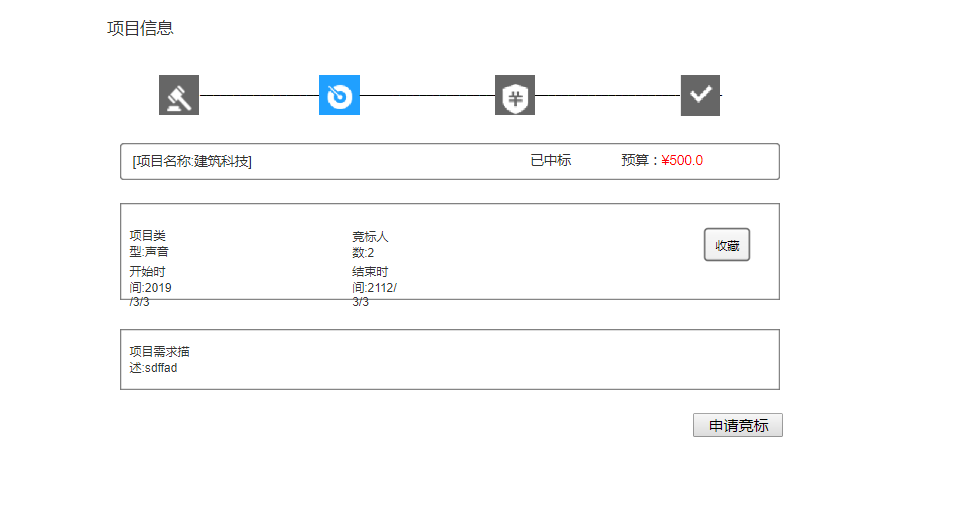 项目信息
[项目名称:建筑科技] 已中标 预算：¥500.0
项目类
型:声音
竞标人
数:2
收藏
开始时
间:2019
/3/3
结束时
间:2112/
3/3
项目需求描
述:sdffad
申请竞标